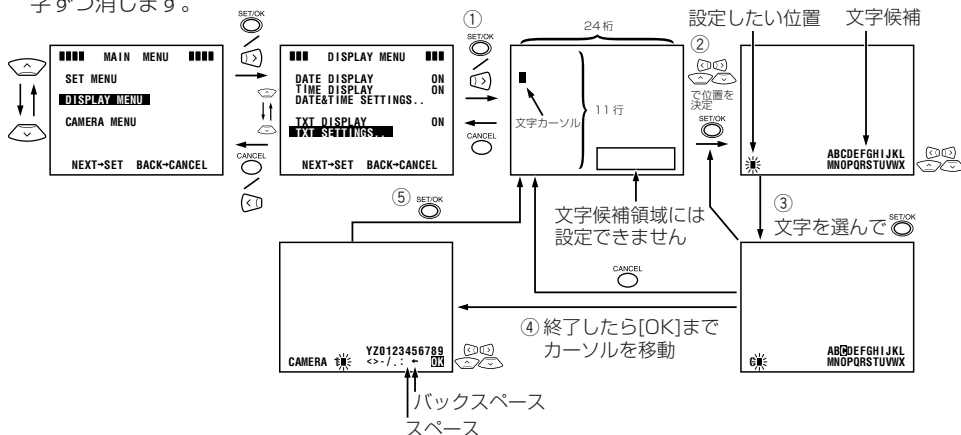 字ずつ消します。
MAIN MENU
SET MENU
DISPLAY MENU
CAMERA MENU
NEXT→SET BACK→CANCEL
SET/OK
CANCEL
DISPLAY MENU
DATE DISPLAY ON
TIME DISPLAY ON
DATE&TIME SETTINGS..
TXT DISPLAY ON
TXT SETTINGS..
NEXT→SET BACK→CANCEL
①
SET/OK
CANCEL
24桁
11行
文字カーソル
文字候補領域には
設定できません
②
で位置を
決定
SET/OK
設定したい位置
文字候補
ABCDEFGHIJKL
MNOPQRSTUVWX
③
文字を選んで SET/OK
ABCDEFGHIJKL
MNOPQRSTUVWX
CANCEL
④ 終了したら[OK]まで
カーソルを移動
⑤ SET/OK
YZ0123456789
CAMERA <>-/.: ← OK
バックスペース
スペース